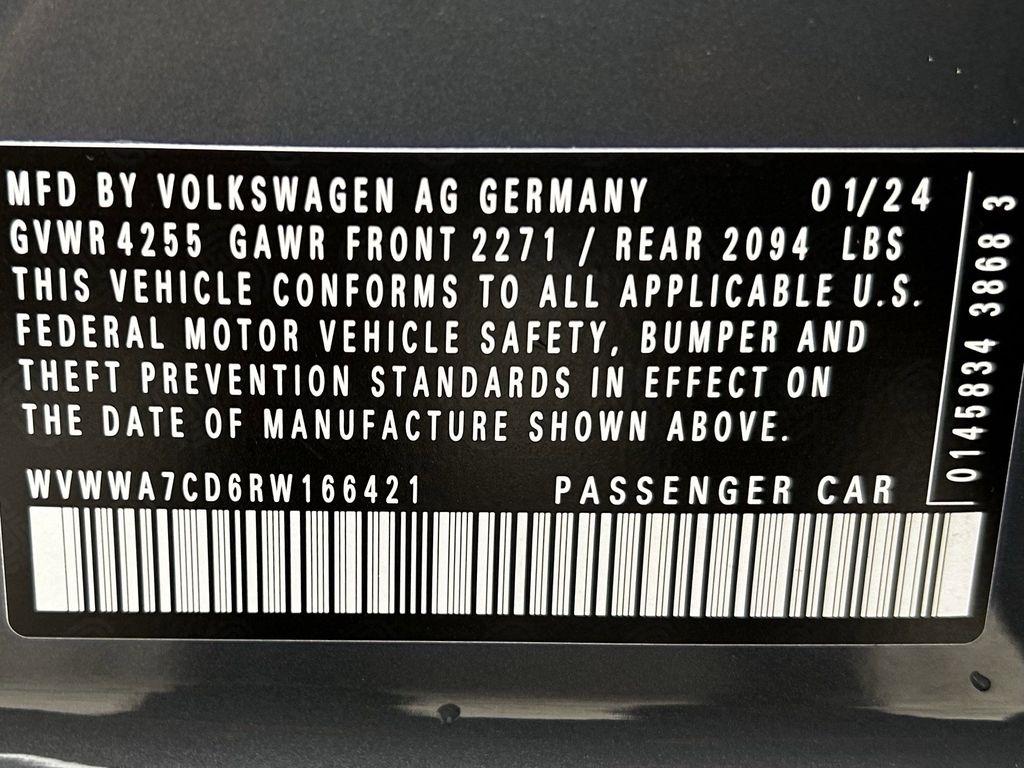 MFD BY VOLKSWAGEN AG GERMANY 01/24
GVWR 4255 GAWR FRONT 2271 / REAR 2094 LBS
THIS VEHICLE CONFORMS TO ALL APPLICABLE U.S.
FEDERAL MOTOR VEHICLE SAFETY, BUMPER AND
THEFT PREVENTION STANDARDS IN EFFECT ON
THE DATE OF MANUFACTURE SHOWN ABOVE.
WVWWA7CD6RW166421 PASSENGER CAR
0145834 3868 3